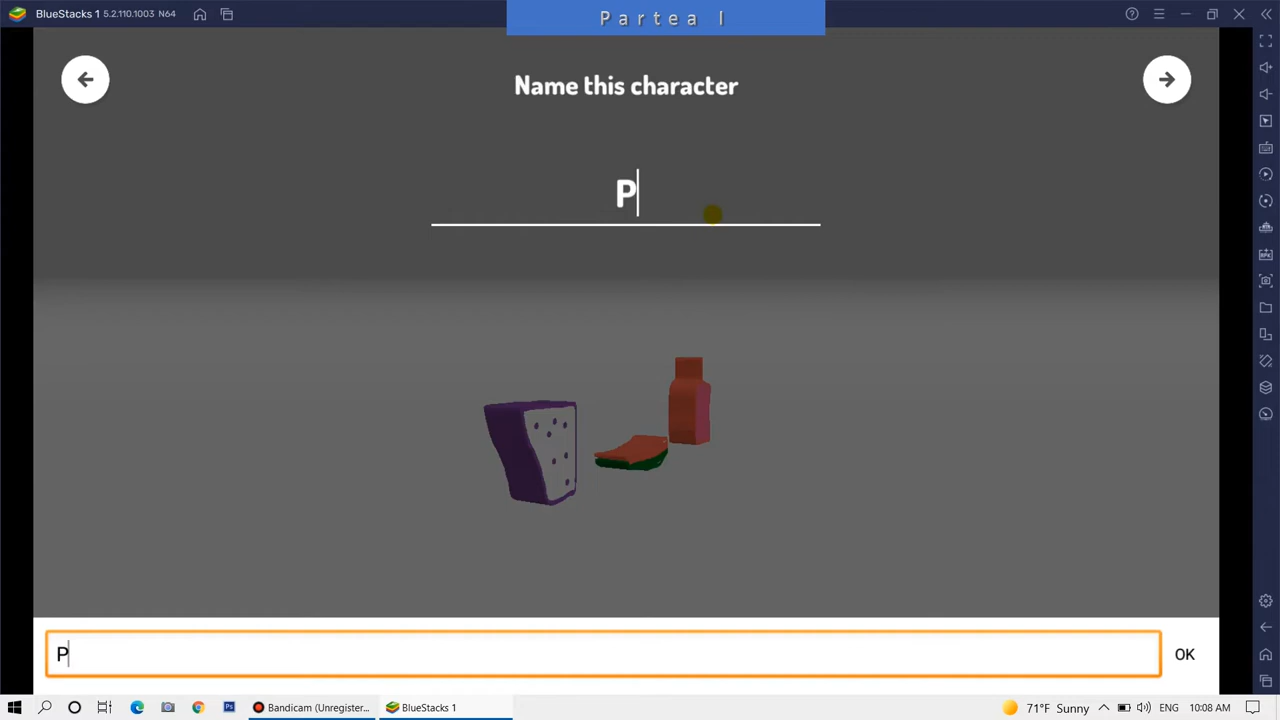 BlueStacks 1 5.2.110.1003 N64
Partea I
Name this character
P
P
OK
Bandicam (Unregister...
BlueStacks 1
71°F Sunny
ENG
10:08 AM